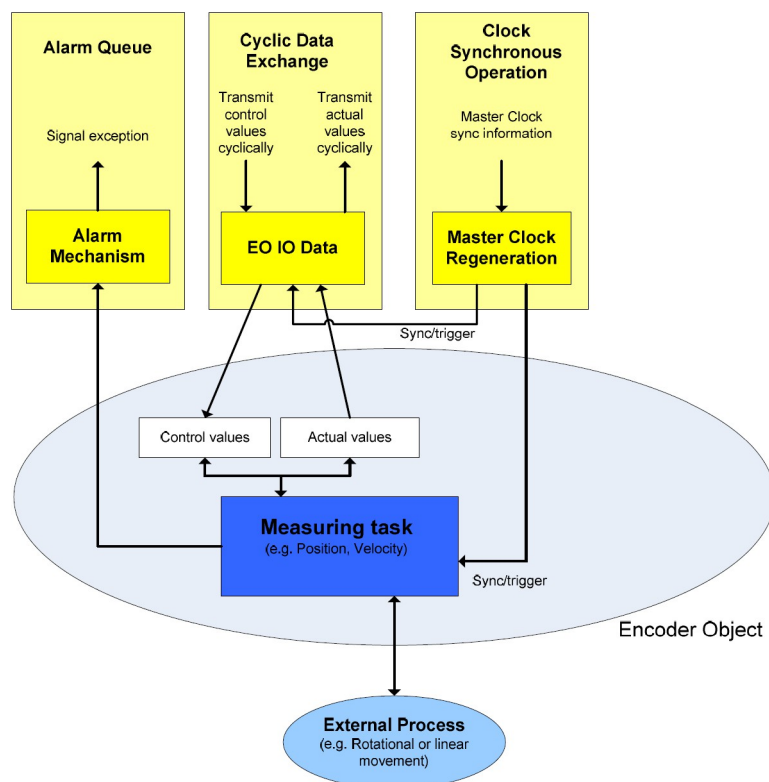 Alarm Queue
Signal exception
Alarm
Mechanism
Cyclic Data
Exchange
Transmit
control
values
cyclically
Transmit
actual
values
cyclically
EO IO Data
Clock
Synchronous
Operation
Master Clock
sync information
Master Clock
Regeneration
Sync/trigger
Control values
Actual values
Measuring task
(e.g. Position, Velocity)
Sync/trigger
Encoder Object
External Process
(e.g. Rotational or linear
movement)